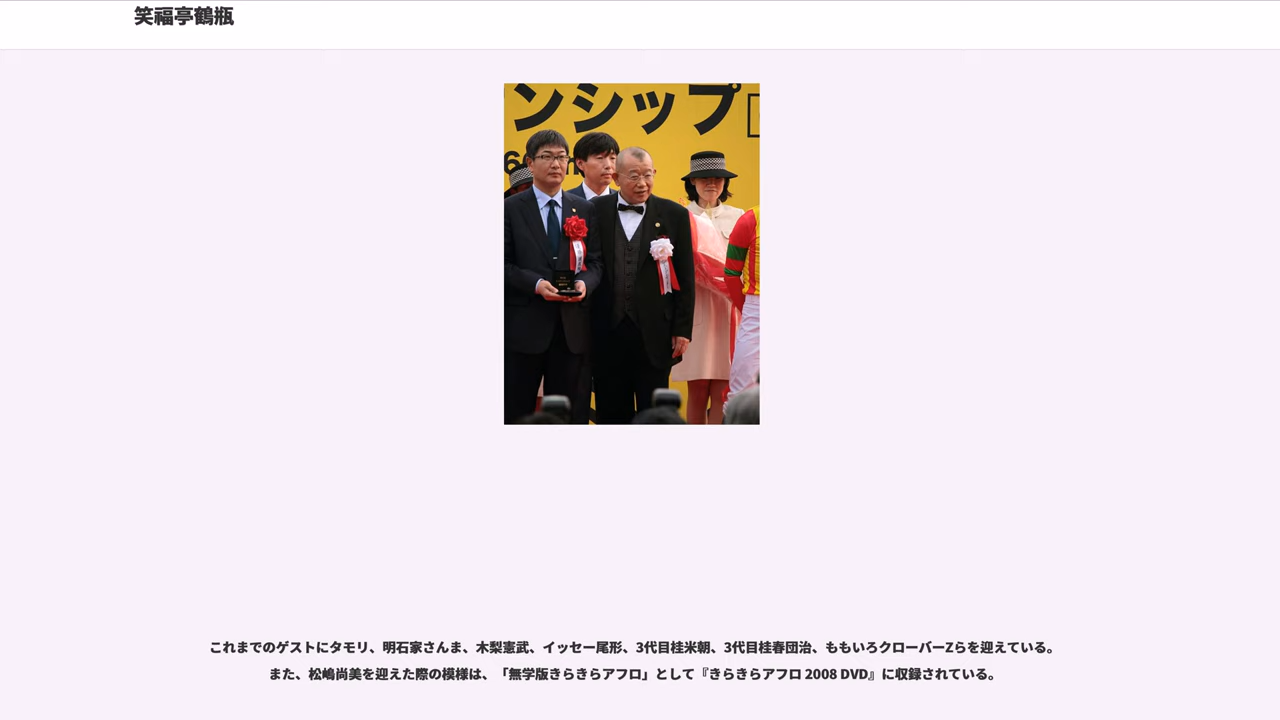 笑福亭鶴瓶
ンシップ
これまでのゲストにタモリ、明石家さんま、木梨憲武、イッセー尾形、3代目桂米朝、3代目桂春団治、ももいろクローバーZらを迎えている。
また、松嶋尚美を迎えた際の模様は、「無学版きらきらアフロ」として『きらきらアフロ 2008 DVD』に収録されている。